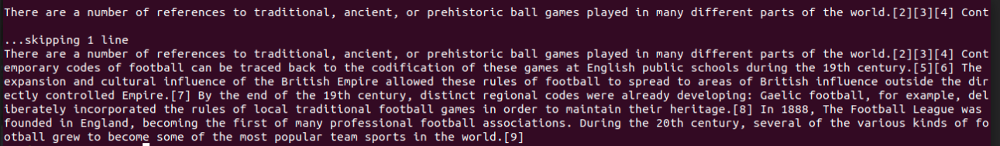 There are a number of references to traditional, ancient, or prehistoric ball games played in many different parts of the world.[2][3][4] Cont
...skipping 1 line
There are a number of references to traditional, ancient, or prehistoric ball games played in many different parts of the world.[2][3][4] Cont
emporary codes of football can be traced back to the codification of these games at English public schools during the 19th century.[5][6] The
expansion and cultural influence of the British Empire allowed these rules of football to spread to areas of British influence outside the dir
ectly controlled Empire.[7] By the end of the 19th century, distinct regional codes were already developing: Gaelic football, for example, del
iberately incorporated the rules of local traditional football games in order to maintain their heritage.[8] In 1888, The Football League was
founded in England, becoming the first of many professional football associations. During the 20th century, several of the various kinds of fo
otball grew to become some of the most popular team sports in the world.[9]